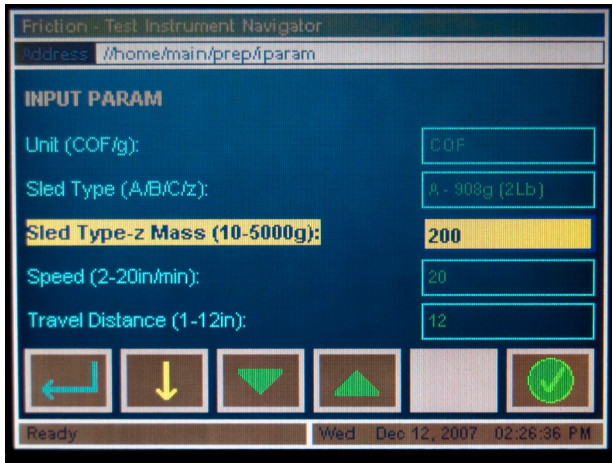 Friction - Test Instrument Navigator
Address //home/main/prep/iparam
INPUT PARAM
Unit (COF/g): COF
Sled Type (A/B/C/z): A - 908g (2Lb)
Sled Type-z Mass (10-5000g): 200
Speed (2-20in/min): 20
Travel Distance (1-12in): 12
Ready Wed Dec 12, 2007 02:26:36 PM